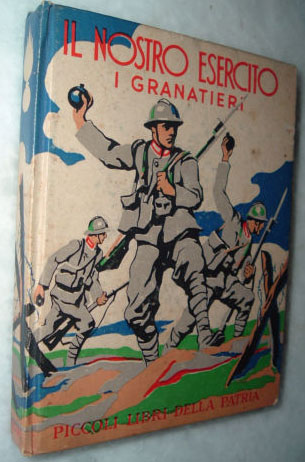 IL NOSTRO ESERCITO
I GRANATIERI
PICCOLI LIBRI DELLA PATRIA